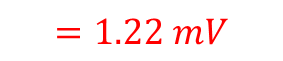 = 1.22 mV